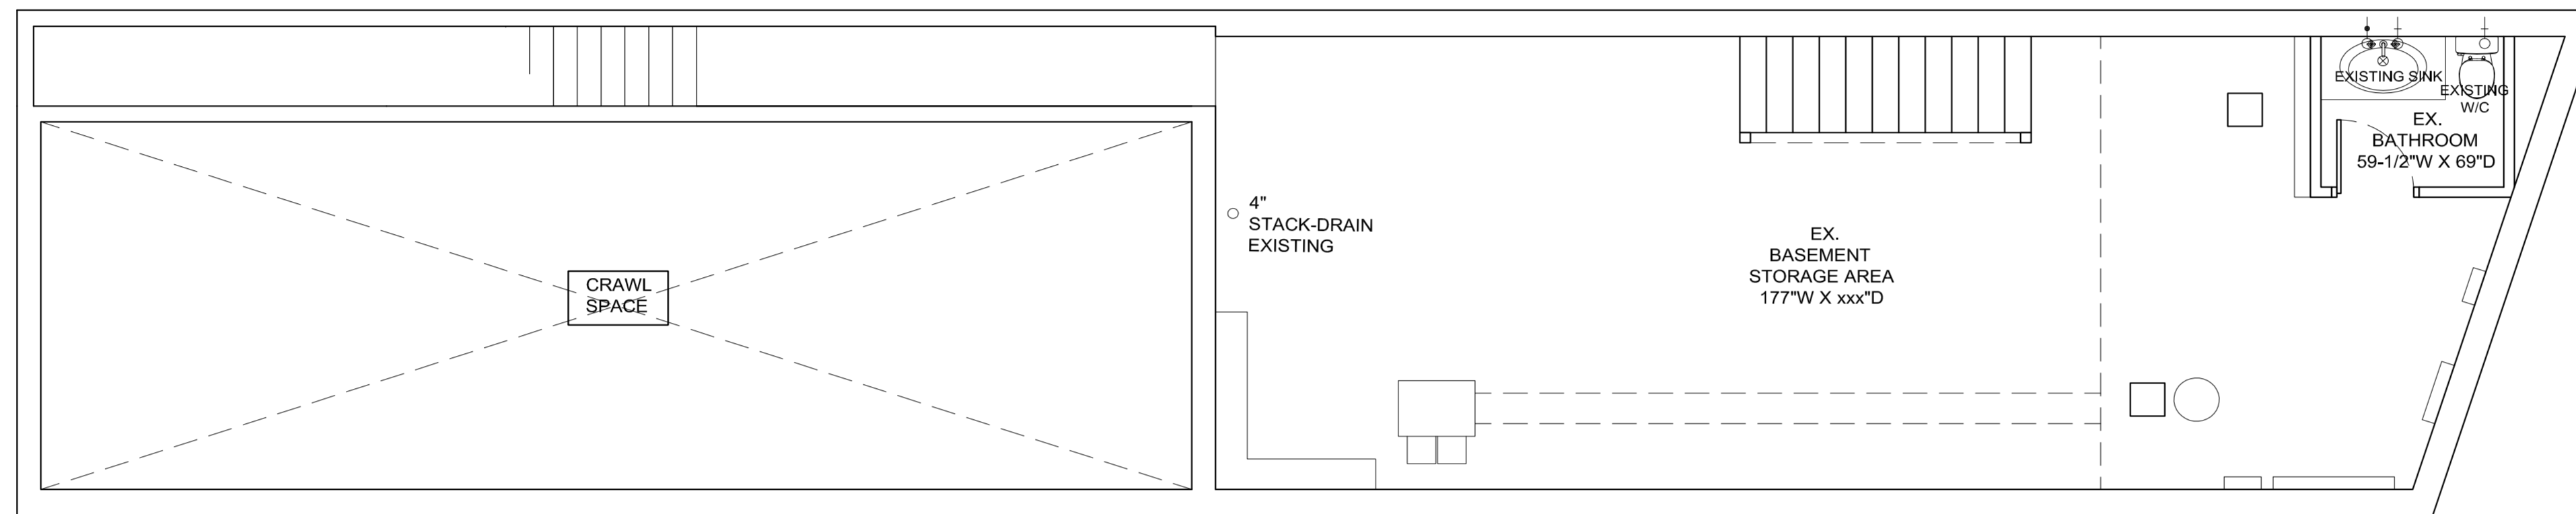 CRAWL
SPACE
4"
STACK-DRAIN
EXISTING
EX.
BASEMENT
STORAGE AREA
177"W X xxx"D
EXISTING SINK
EXISTING
W/C
EX.
BATHROOM
59-1/2"W X 69"D